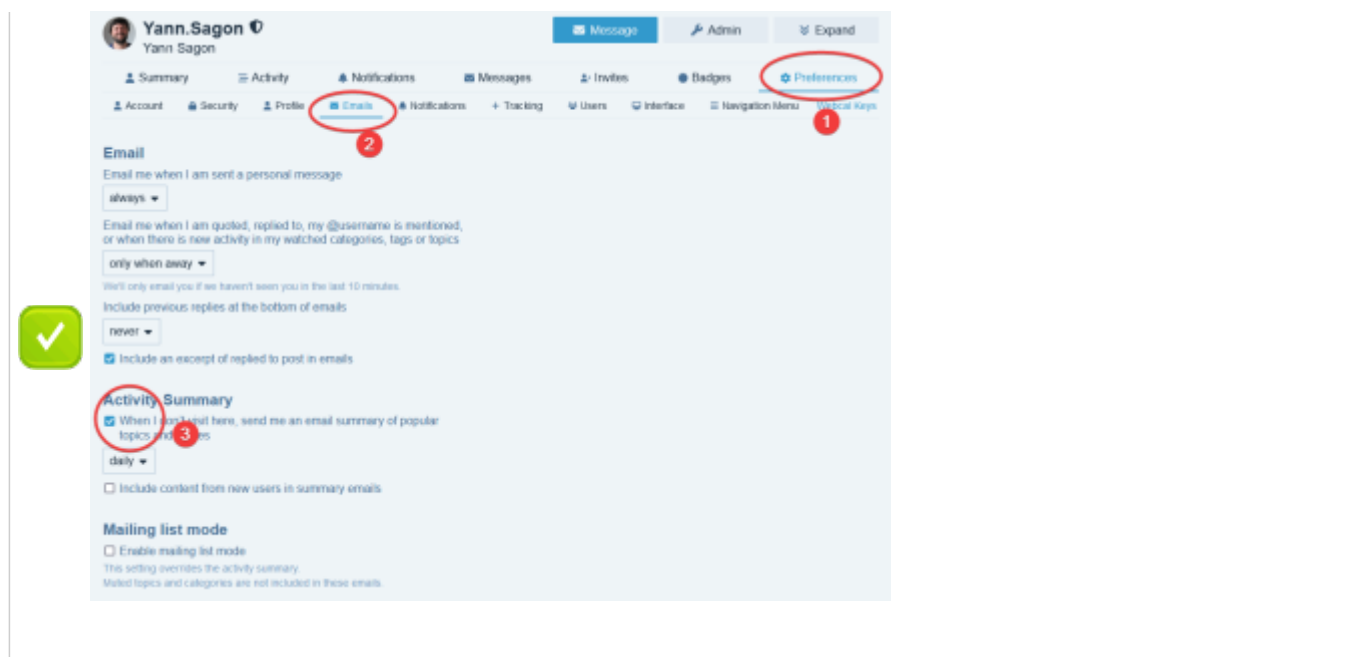 Yann.Sagon
Yann Sagon
Message
Admin
Expand
Summary
Activity
Notifications
Messages
Invites
Badges
Preferences
Account
Security
Profile
Emails
Notifications
Tracking
Users
Interface
Navigation Menu
Webcal Keys
1
2
Email
Email me when I am sent a personal message
always
Email me when I am quoted, replied to, my @username is mentioned,
or when there is new activity in my watched categories, tags or topics
only when away
We'll only email you if we haven't seen you in the last 10 minutes.
Include previous replies at the bottom of emails
never
Include an excerpt of replied to post in emails
Activity Summary
When I don't visit here, send me an email summary of popular
topics and
3
daily
Include content from new users in summary emails
Mailing list mode
Enable mailing list mode
This setting overrides the activity summary.
Muted topics and categories are not included in these emails.